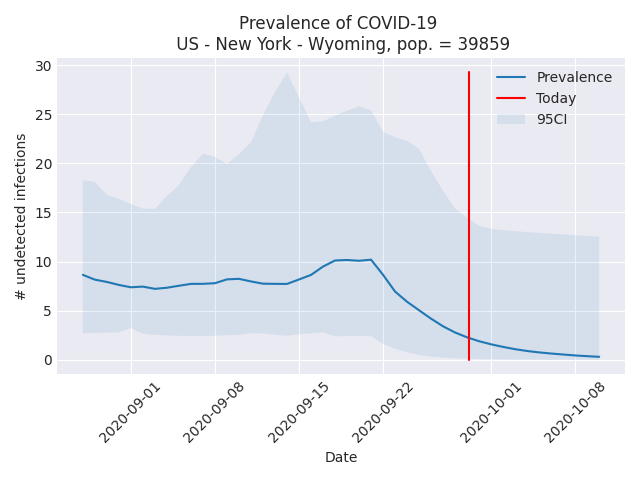 Prevalence of COVID-19
US - New York - Wyoming, pop. = 39859
# undetected infections
30
25
20
15
10
5
0
Prevalence
Today
95CI
2020-09-01
2020-09-08
2020-09-15
2020-09-22
2020-10-01
2020-10-08
Date